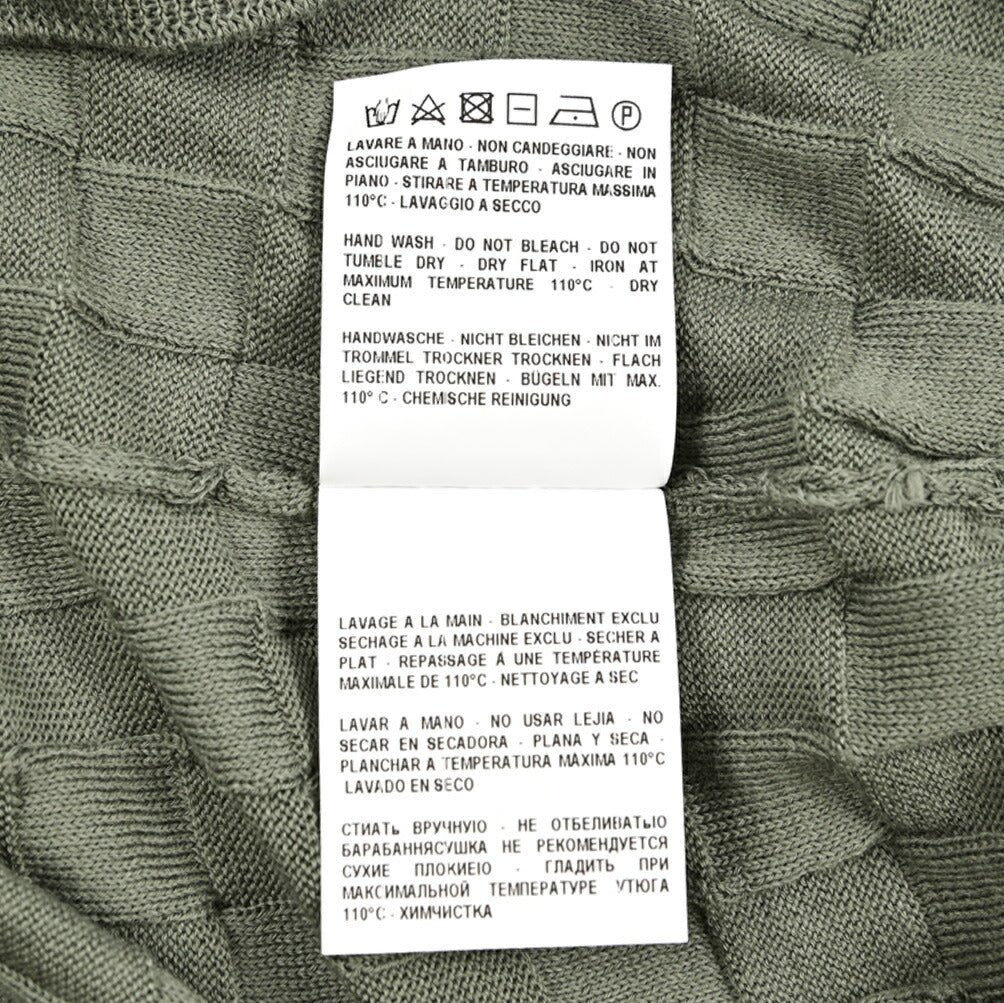 P
LAVARE A MANO - NON CANDEGGIARE - NON
ASCIUGARE A TAMBURO - ASCIUGARE IN
PIANO - STIRARE A TEMPERATURA MASSIMA
110°C - LAVAGGIO A SECCO
HAND WASH - DO NOT BLEACH - DO NOT
TUMBLE DRY - DRY FLAT - IRON AT
MAXIMUM TEMPERATURE 110°C - DRY
CLEAN
HANDWASCHE - NICHT BLEICHEN - NICHT IM
TROMMEL TROCKNER TROCKNEN - FLACH
LIEGEND TROCKNEN - BÜGELN MIT MAX.
110° C - CHEMISCHE REINIGUNG
LAVAGE A LA MAIN - BLANCHIMENT EXCLU
SECHAGE A LA MACHINE EXCLU - SECHER A
PLAT - REPASSAGE À UNE TEMPÉRATURE
MAXIMALE DE 110°C - NETTOYAGE A SEC
LAVAR A MANO - NO USAR LEJIA - NO
SECAR EN SECADORA - PLANA Y SECA -
PLANCHAR A TEMPERATURA MÁXIMA 110°C
LAVADO EN SECO
СТИАТЬ ВРУЧНУЮ - НЕ ОТБЕЛИВАТЬЮ
БАРАБАННЯСУШКА НЕ РЕКОМЕНДУЕТСЯ
СУХИЕ ПЛОКИЕЮ - ГЛАДИТЬ ПРИ
МАКСИМАЛЬНОЙ ТЕМПЕРАТУРЕ УТЮГА
110°C - ХИМЧИСТКА